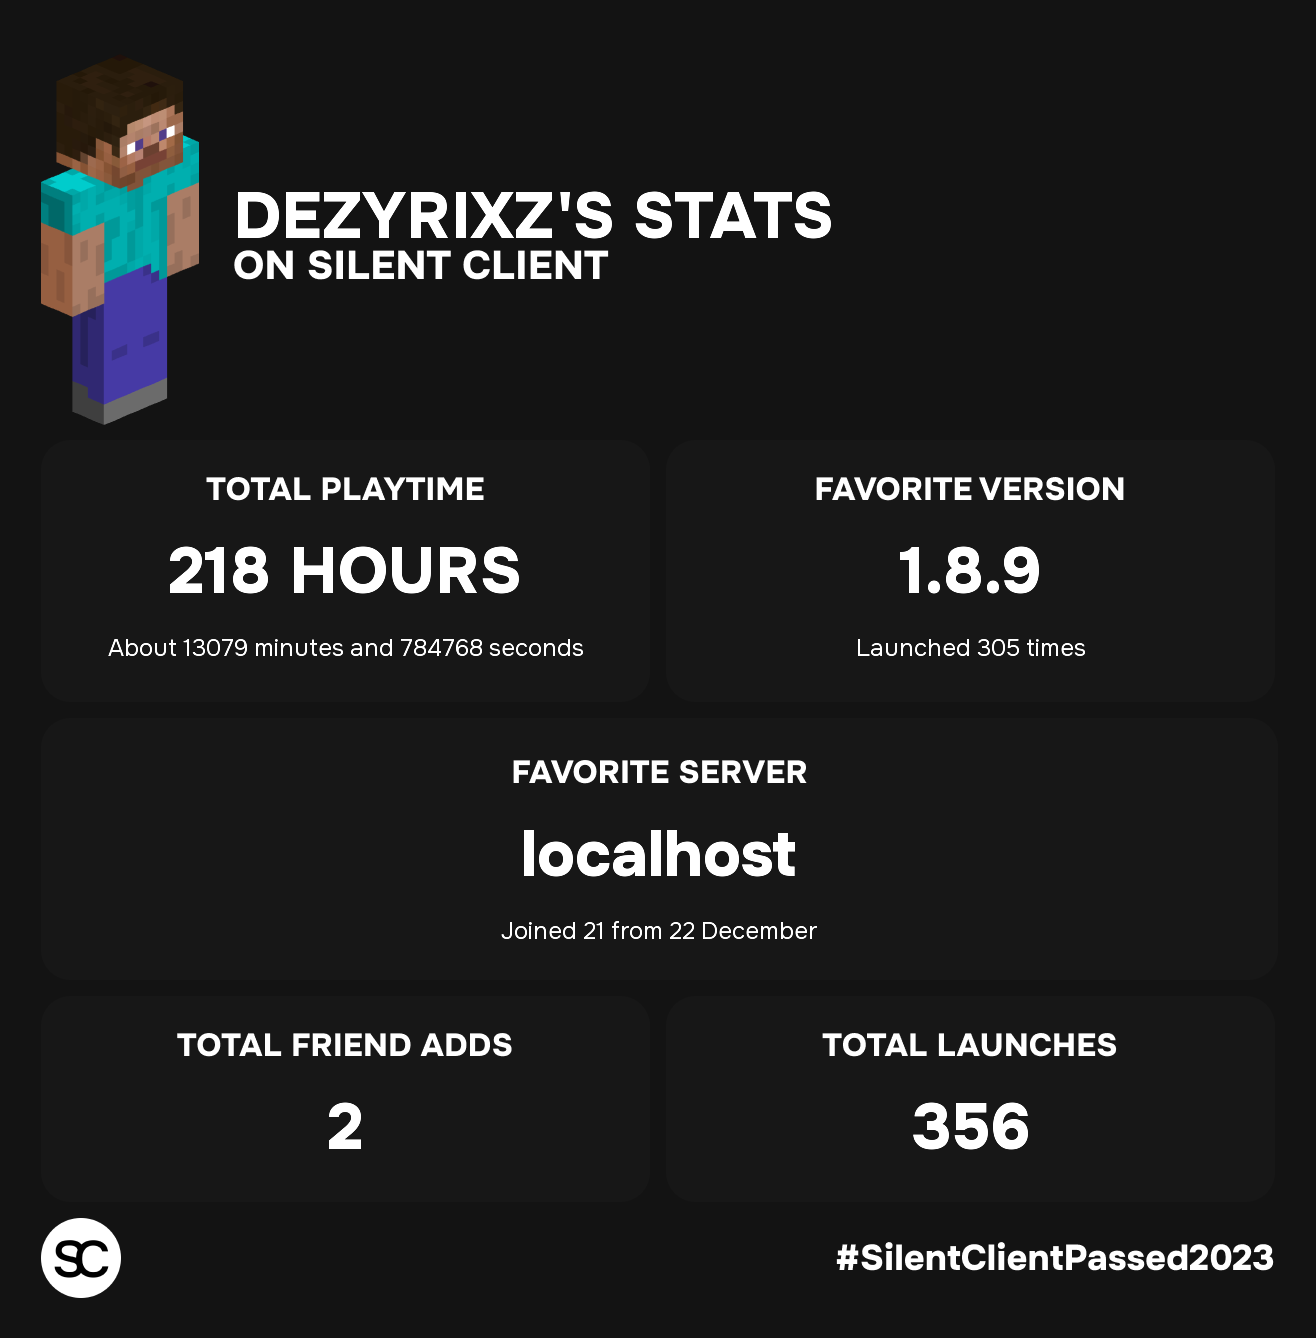 DEZYRIXZ'S STATS
ON SILENT CLIENT
TOTAL PLAYTIME
218 HOURS
About 13079 minutes and 784768 seconds
FAVORITE VERSION
1.8.9
Launched 305 times
FAVORITE SERVER
localhost
Joined 21 from 22 December
TOTAL FRIEND ADDS
2
TOTAL LAUNCHES
356
SC
#SilentClientPassed2023